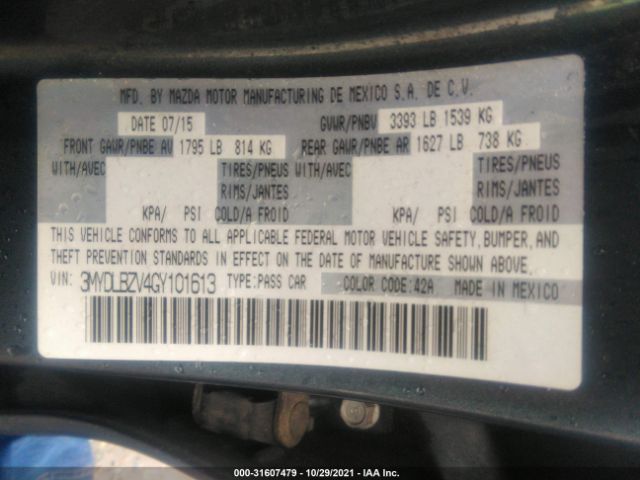 MFD. BY MAZDA MOTOR MANUFACTURING DE MEXICO S.A. DE C.V.
DATE 07/15 GVWR/PNBV 3393 LB 1539 KG
FRONT GAWR/PNBE AV 1795 LB 814 KG REAR GAWR/PNBE AR 1627 LB 738 KG
WITH/AVEC TIRES/PNEUS WITH/AVEC TIRES/PNEUS
RIMS/JANTES RIMS/JANTES
KPA/ PSI COLD/A FROID KPA/ PSI COLD/A FROID
THIS VEHICLE CONFORMS TO ALL APPLICABLE FEDERAL MOTOR VEHICLE SAFETY, BUMPER, AND
THEFT PREVENTION STANDARDS IN EFFECT ON THE DATE OF MANUFACTURE SHOWN ABOVE.
VIN: 3MYDLBZV4GY101613 TYPE: PASS CAR COLOR CODE: 42A MADE IN MEXICO
000-31607479 - 10/29/2021 - IAA Inc.